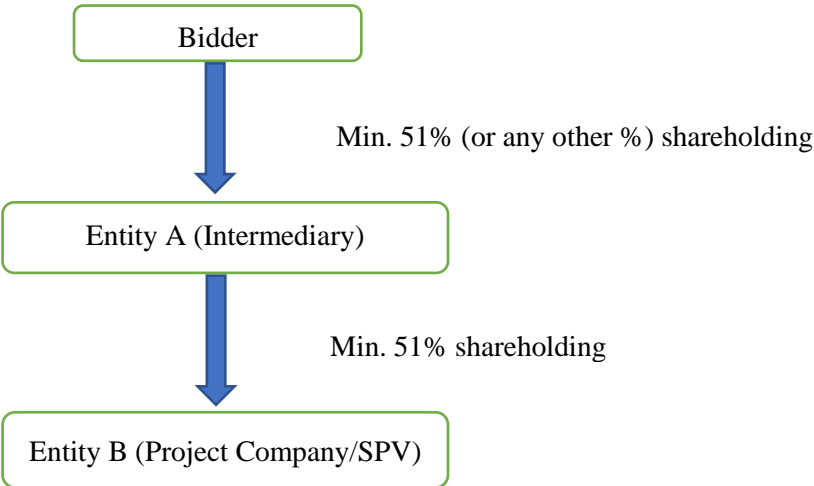 Bidder
Min. 51% (or any other %) shareholding
Entity A (Intermediary)
Min. 51% shareholding
Entity B (Project Company/SPV)